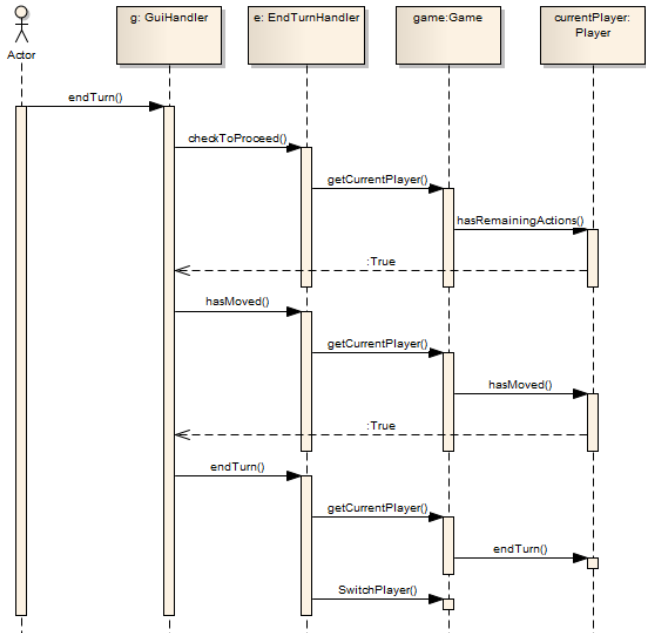 g: GuiHandler
e: EndTurnHandler
game:Game
currentPlayer:
Player
Actor
endTurn()
checkToProceed()
getCurrentPlayer()
hasRemainingActions()
:True
hasMoved()
getCurrentPlayer()
hasMoved()
:True
endTurn()
getCurrentPlayer()
endTurn()
SwitchPlayer()